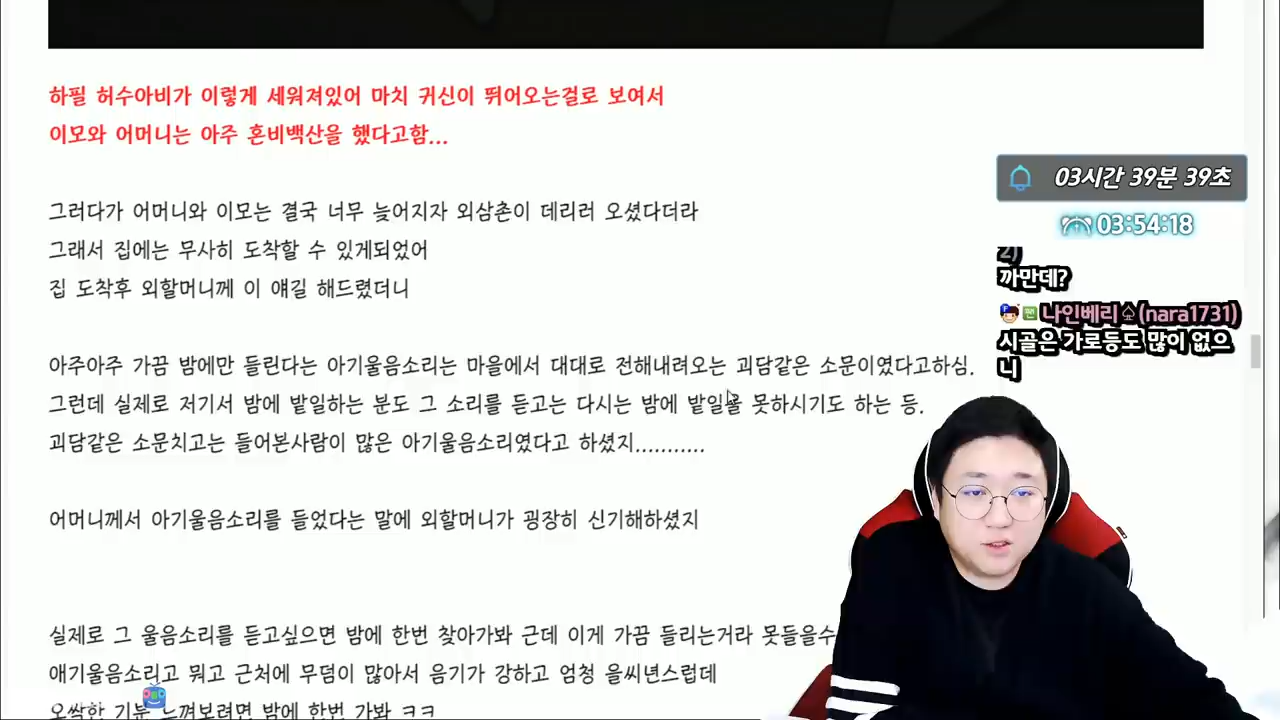 하필 허수아비가 이렇게 세워져있어 마치 귀신이 뛰어오는걸로 보여서
이모와 어머니는 아주 혼비백산을 했다고함...
그러다가 어머니와 이모는 결국 너무 늦어지자 외삼촌이 데리러 오셨다더라
그래서 집에는 무사히 도착할 수 있게되었어
집 도착후 외할머니께 이 얘길 해드렸더니
아주아주 가끔 밤에만 들린다는 아기울음소리는 마을에서 대대로 전해내려오는 괴담같은 소문이였다고하심.
그런데 실제로 저기서 밤에 밭일하는 분도 그 소리를 듣고는 다시는 밤에 밭일을 못하시기도 하는 등.
괴담같은 소문치고는 들어본사람이 많은 아기울음소리였다고 하셨지...........
어머니께서 아기울음소리를 들었다는 말에 외할머니가 굉장히 신기해하셨지
실제로 그 울음소리를 듣고싶으면 밤에 한번 찾아가봐 근데 이게 가끔 들리는거라 못들을수
애기울음소리고 뭐고 근처에 무덤이 많아서 음기가 강하고 엄청 을씨년스럽데
오싹한 기분 느껴보려면 밤에 한번 가봐 ㅋㅋ
03시간 39분 39초
03:54:18
2)
까만데?
팬 나인베리♤(nara1731)
시골은 가로등도 많이 없으
니